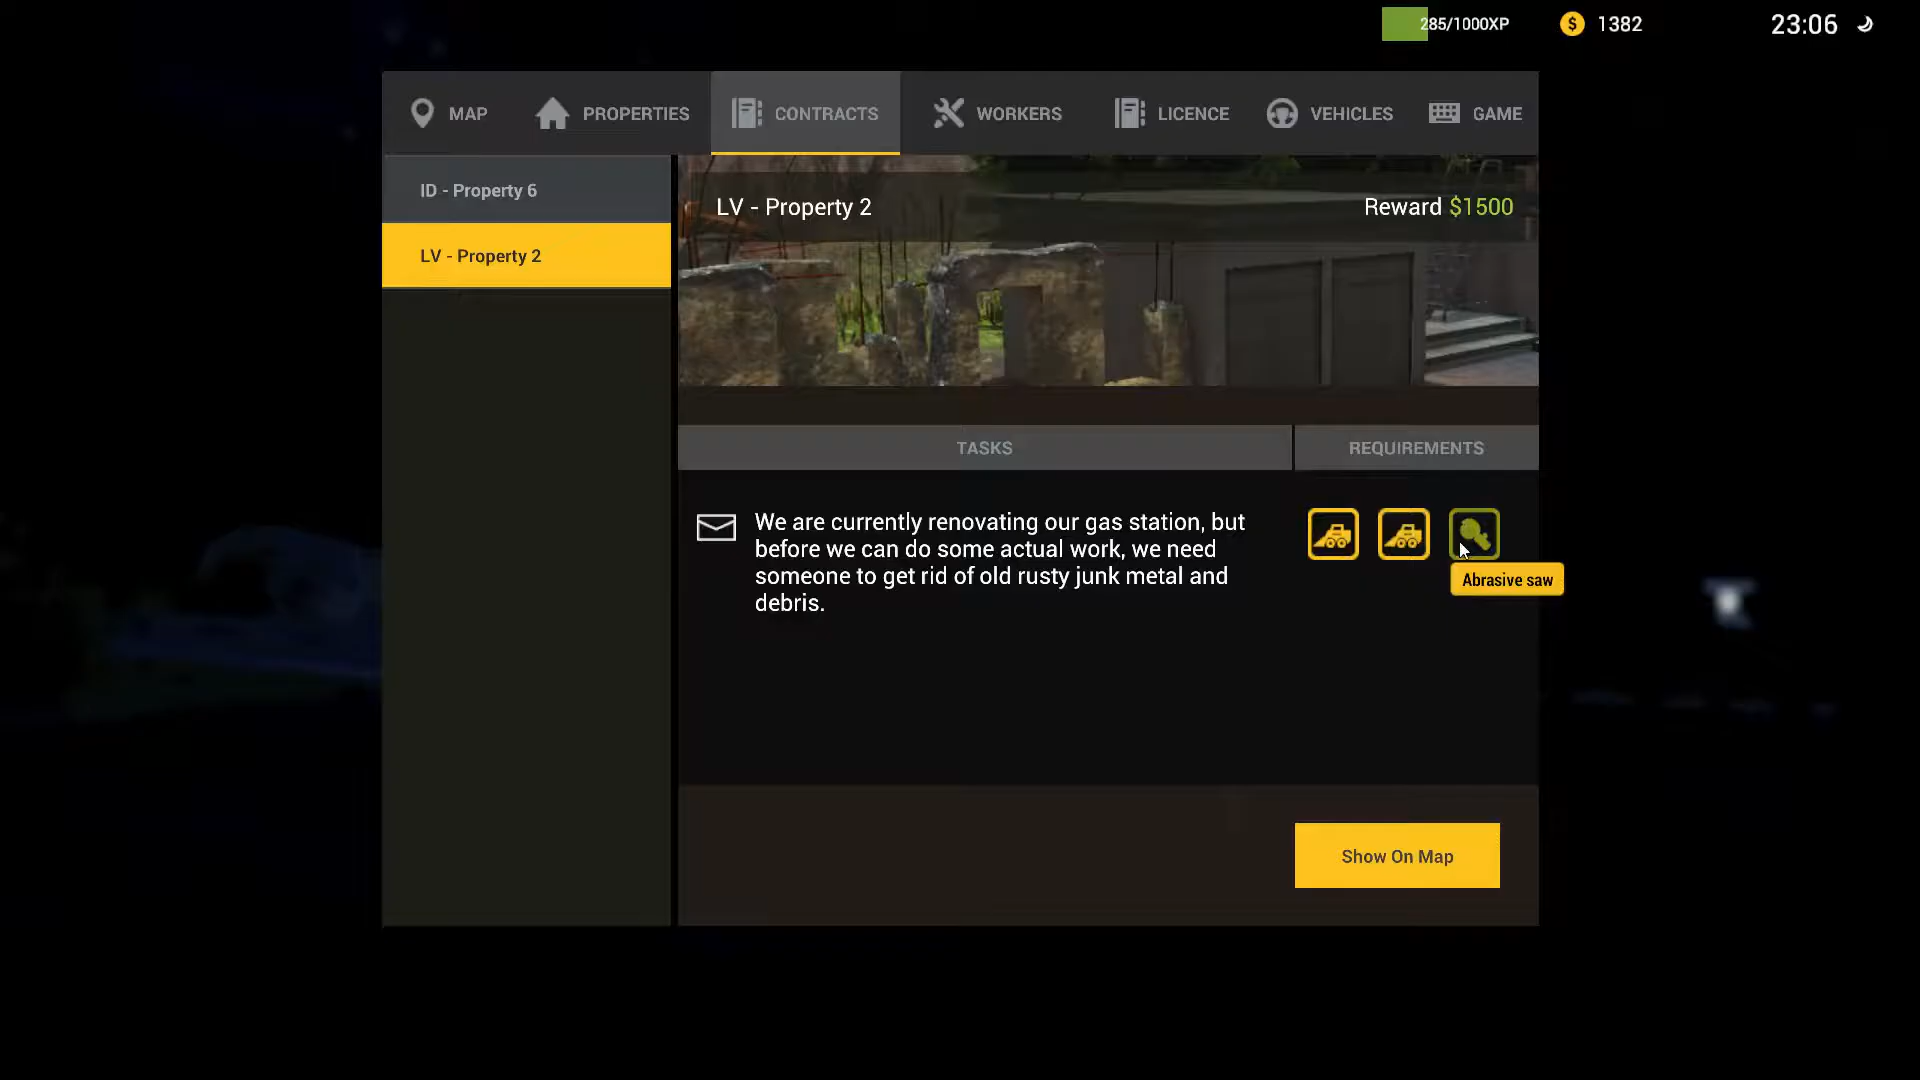 285/1000XP
$ 1382
23:06
MAP
PROPERTIES
CONTRACTS
WORKERS
LICENCE
VEHICLES
GAME
ID - Property 6
LV - Property 2
LV - Property 2
Reward $1500
TASKS
REQUIREMENTS
We are currently renovating our gas station, but
before we can do some actual work, we need
someone to get rid of old rusty junk metal and
debris.
Abrasive saw
Show On Map